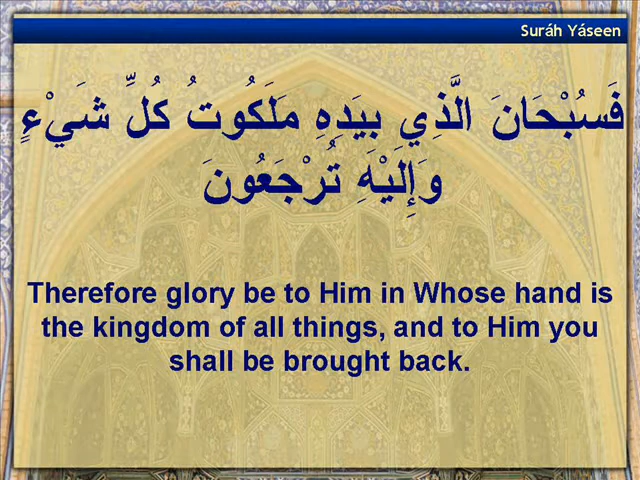 Suráh Yáseen
فَسُبْحَانَ الَّذِي بِيَدِهِ مَلَكُوتُ كُلِّ شَيْءٍ
وَإِلَيْهِ تُرْجَعُونَ
Therefore glory be to Him in Whose hand is
the kingdom of all things, and to Him you
shall be brought back.